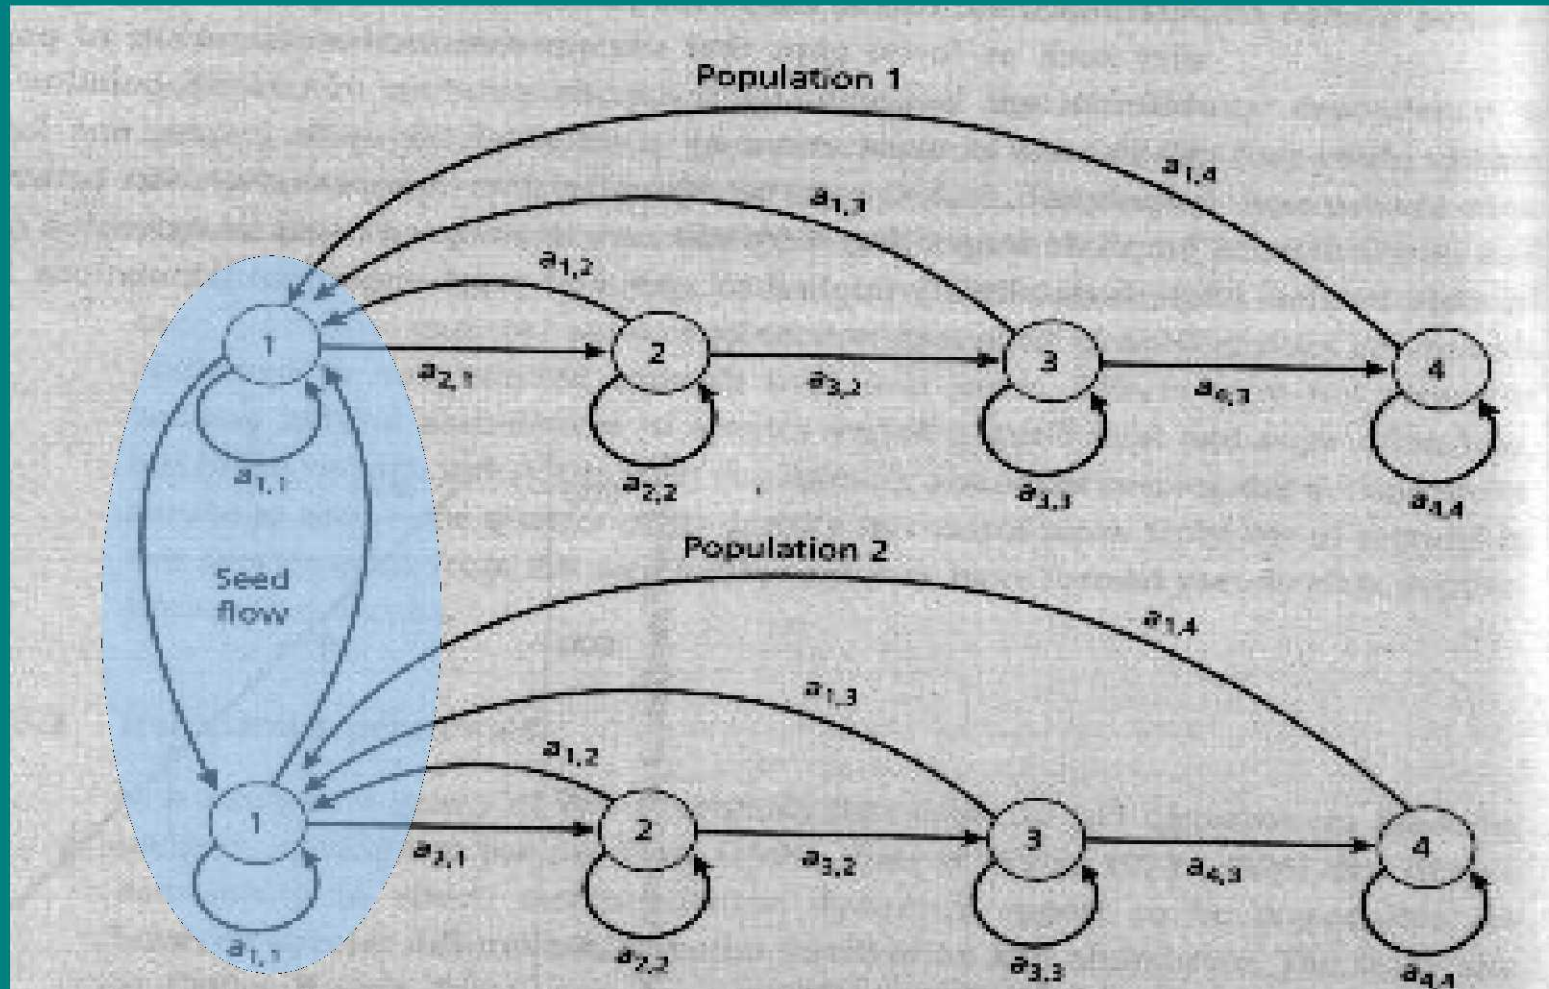 Population 1
a1,4
a1,3
a1,2
1
2
3
4
a2,1
a3,2
a4,3
a1,1
a2,2
a3,3
a4,4
Population 2
Seed
flow
a1,4
a1,3
a1,2
1
2
3
4
a2,1
a3,2
a4,3
a1,1
a2,2
a3,3
a4,4